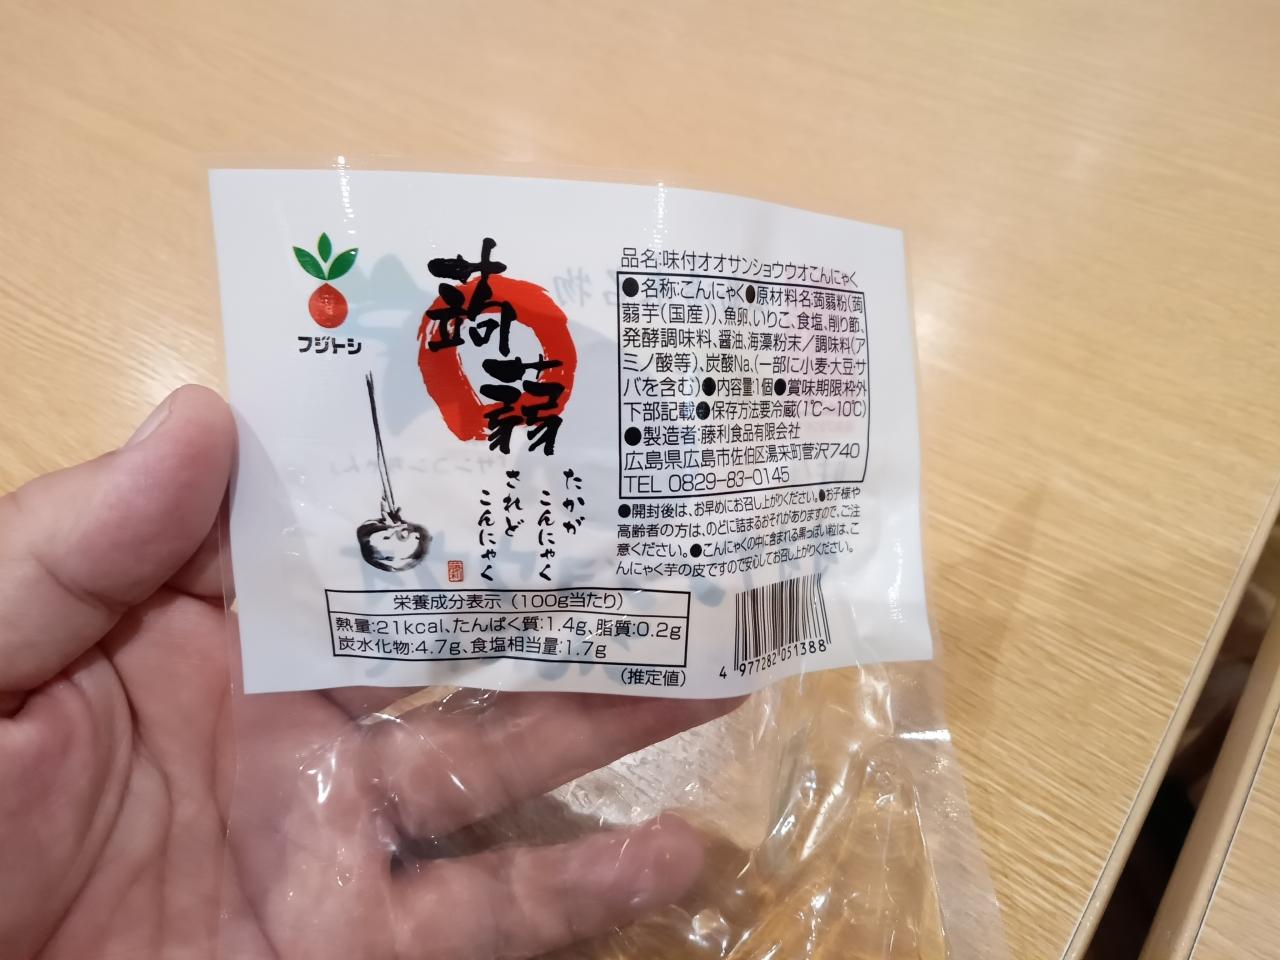 フジトシ
蒟蒻
たかが
こんにゃく
されど
こんにゃく
品名:味付オオサンショウウオこんにゃく
●名称:こんにゃく●原材料名:蒟蒻粉(蒟
蒻芋(国産))、魚卵、いりこ、食塩、削り節、
発酵調味料、醤油、海藻粉末/調味料(ア
ミノ酸等)、炭酸Na、(一部に小麦・大豆・サ
バを含む)●内容量:1個●賞味期限枠外
下部記載●保存方法要冷蔵(1℃~10℃)
●製造者:藤利食品有限会社
広島県広島市佐伯区湯来町菅沢740
TEL 0829-83-0145
●開封後は、お早めにお召し上がりください。●お子様や
高齢者の方は、のどに詰まるおそれがありますので、ご注
意ください。●こんにゃくの中に含まれる黒っぽい粒は、こ
んにゃく芋の皮ですので安心してお召し上がりください。
栄養成分表示 (100g当たり)
熱量:21kcal、たんぱく質:1.4g、脂質:0.2g
炭水化物:4.7g、食塩相当量:1.7g
(推定値)
4 977282 051388